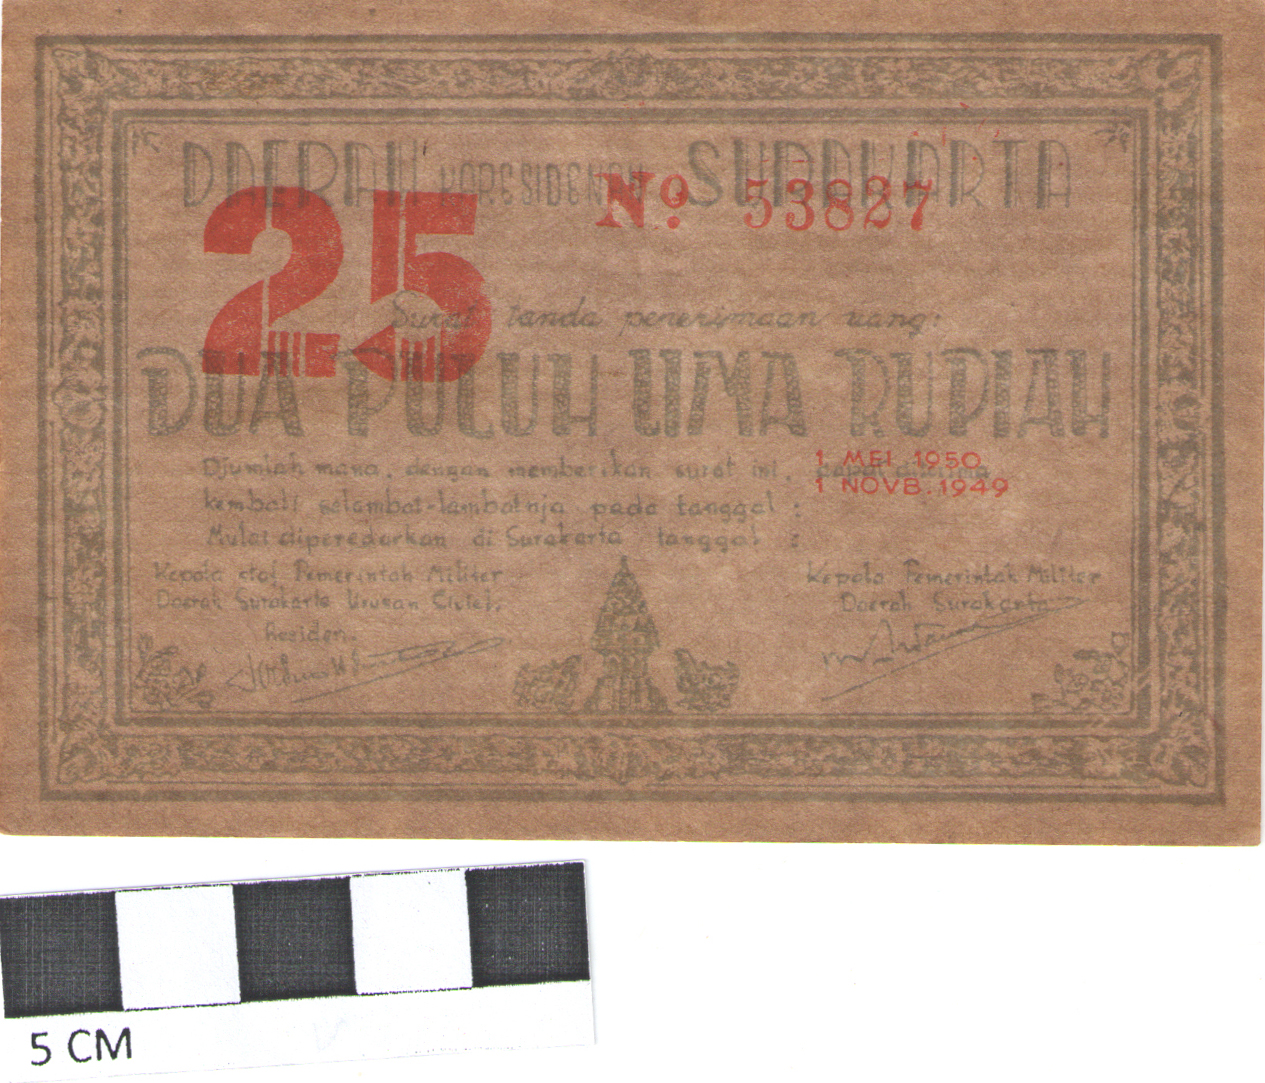 DAERAH KARESIDENAN SURAKARTA
25 No 53827
Surat tanda penerimaan uang:
DUA PULUH LIMA RUPIAH
Djumlah mana, dengan memberikan surat ini, dapat diterima
kembali selambat-lambatnja pada tanggal : 1 MEI 1950
Mulai diperedarkan di Surakarta tanggal : 1 NOVB. 1949
Kepala staf Pemerintah Militer
Daerah Surakarta Urusan Civiel.
Residen.
Kepala Pemerintah Militer
Daerah Surakarta
5 CM